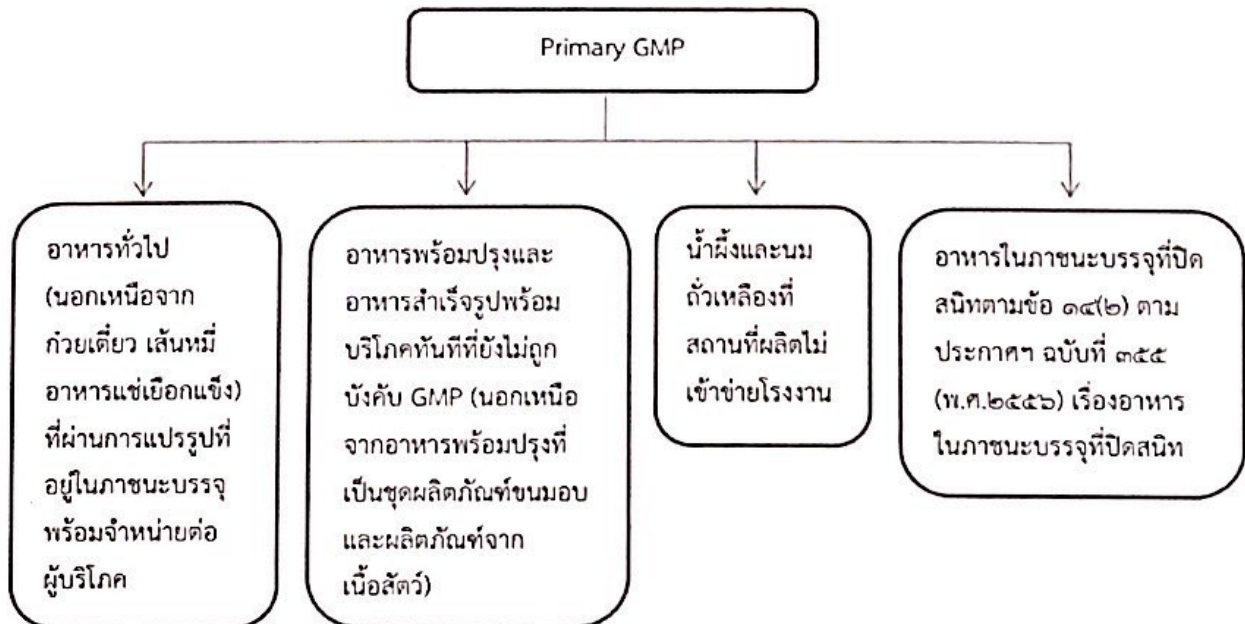 Primary GMP
อาหารทั่วไป
(นอกเหนือจาก
ก๋วยเตี๋ยว เส้นหมี่
อาหารแช่เยือกแข็ง)
ที่ผ่านการแปรรูปที่
อยู่ในภาชนะบรรจุ
พร้อมจำหน่ายต่อ
ผู้บริโภค
อาหารพร้อมปรุงและ
อาหารสำเร็จรูปพร้อม
บริโภคทันทีที่ยังไม่ถูก
บังคับ GMP (นอกเหนือ
จากอาหารพร้อมปรุงที่
เป็นชุดผลิตภัณฑ์ขนมอบ
และผลิตภัณฑ์จาก
เนื้อสัตว์)
น้ำผึ้งและนม
ถั่วเหลืองที่
สถานที่ผลิตไม่
เข้าข่ายโรงงาน
อาหารในภาชนะบรรจุที่ปิด
สนิทตามข้อ ๑๔(๒) ตาม
ประกาศฯ ฉบับที่ ๓๕๕
(พ.ศ.๒๕๕๖) เรื่องอาหาร
ในภาชนะบรรจุที่ปิดสนิท